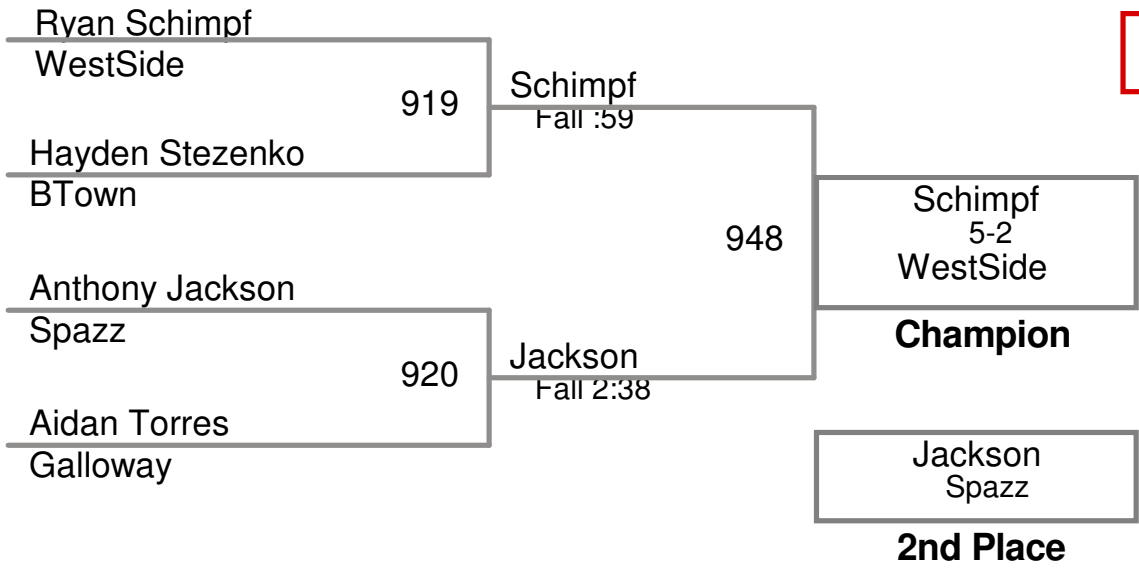 Ryan Schimpf
WestSide
919
Schimpf
Fall :59
Hayden Stezenko
BTown
948
Schimpf
5-2
WestSide
Champion
Anthony Jackson
Spazz
920
Jackson
Fall 2:38
Aidan Torres
Galloway
Jackson
Spazz
2nd Place